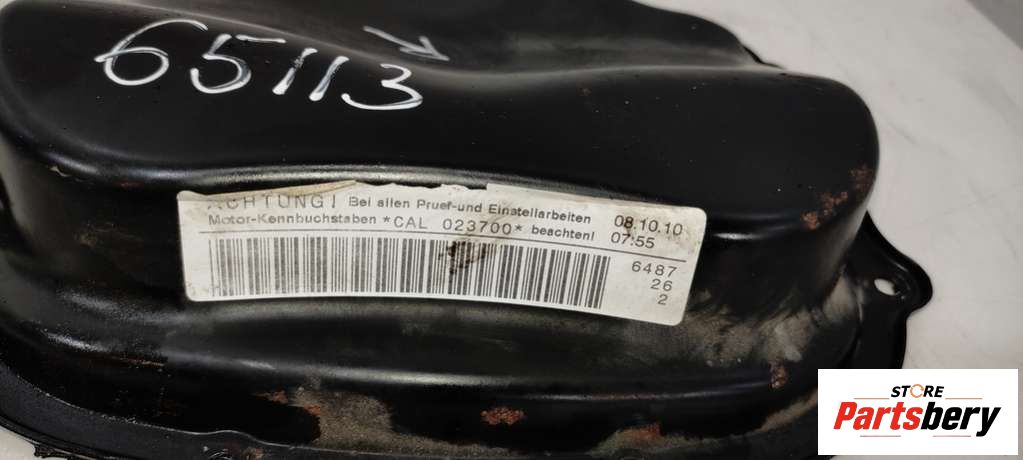 65113
ACHTUNG! Bei allen Pruef-und Einstellarbeiten 08.10.10
Motor-Kennbuchstaben *CAL 023700* beachten! 07:55
6487
26
2
STORE
Partsbery